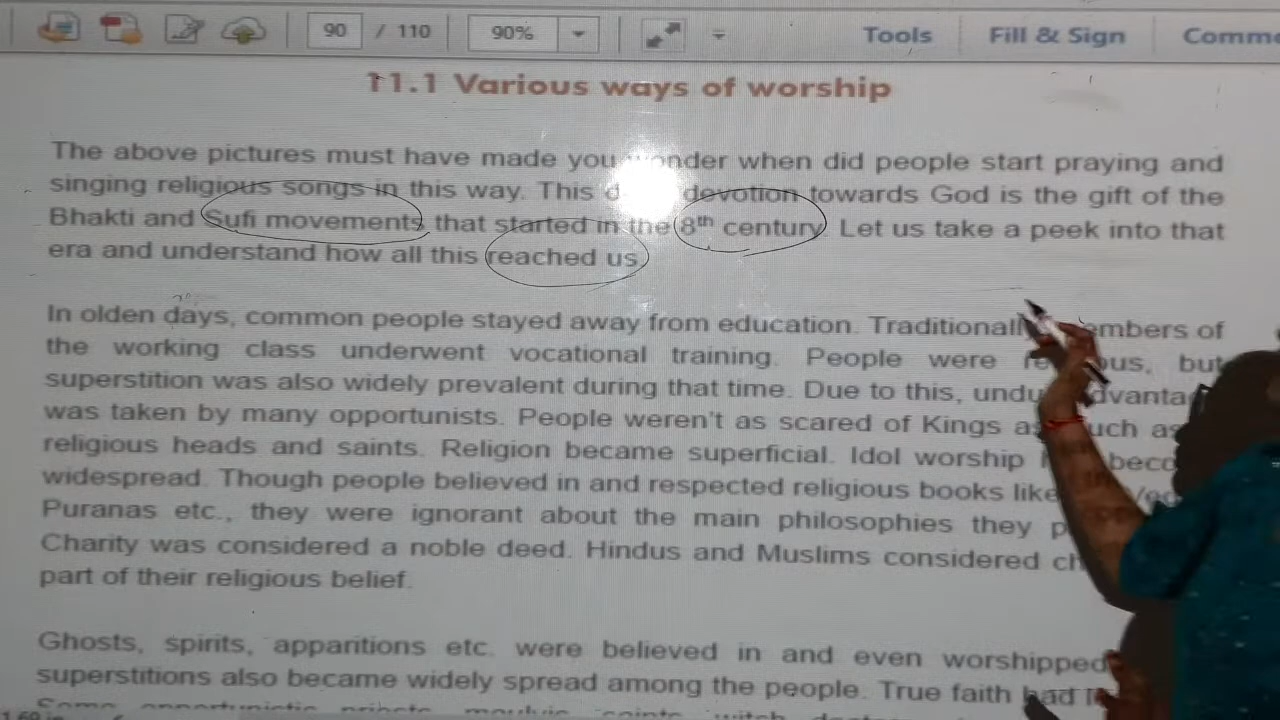 90 / 110 90% Tools Fill & Sign
11.1 Various ways of worship
The above pictures must have made you wonder when did people start praying and
singing religious songs in this way. This devotion towards God is the gift of the
Bhakti and Sufi movements that started in the 8th century. Let us take a peek into that
era and understand how all this reached us
In olden days, common people stayed away from education. Traditionally members of
the working class underwent vocational training. People were religious, but
superstition was also widely prevalent during that time. Due to this, undue
was taken by many opportunists. People weren't as scared of Kings as much as
religious heads and saints. Religion became superficial. Idol worship
widespread. Though people believed in and respected religious books like
Puranas etc., they were ignorant about the main philosophies they
Charity was considered a noble deed. Hindus and Muslims considered
part of their religious belief.
Ghosts, spirits, apparitions etc. were believed in and even worshipped
superstitions also became widely spread among the people. True faith had